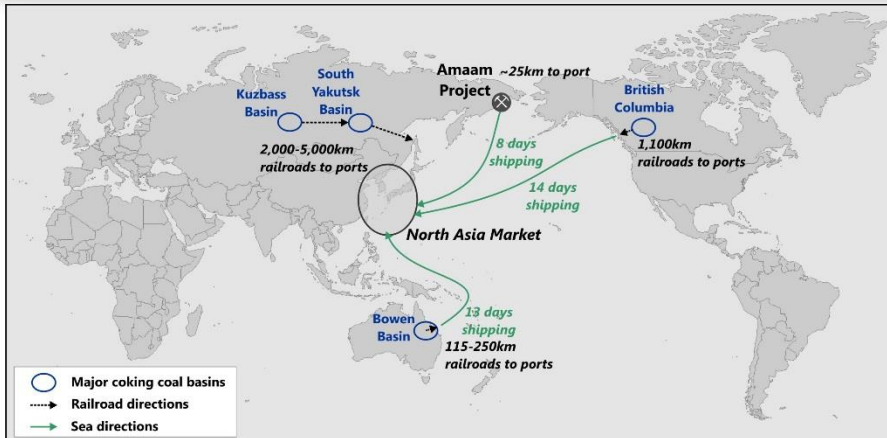 Amaam
Project
~25km to port
South
Yakutsk
Basin
Kuzbass
Basin
British
Columbia
2,000-5,000km
railroads to ports
8 days
shipping
1,100km
railroads to ports
14 days
shipping
North Asia Market
13 days
shipping
Bowen
Basin
115-250km
railroads to ports
Major coking coal basins
Railroad directions
Sea directions